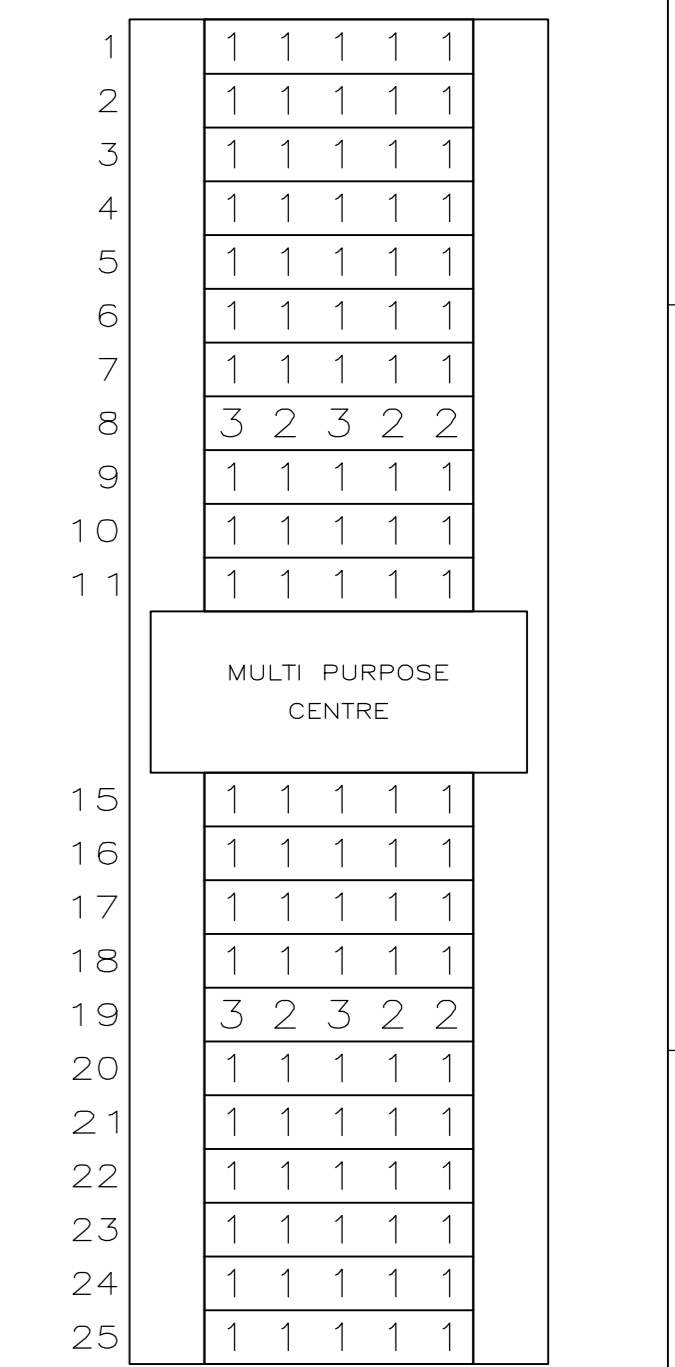 1 1 1 1 1 1
2 1 1 1 1 1
3 1 1 1 1 1
4 1 1 1 1 1
5 1 1 1 1 1
6 1 1 1 1 1
7 1 1 1 1 1
8 3 2 3 2 2
9 1 1 1 1 1
10 1 1 1 1 1
11 1 1 1 1 1
MULTI PURPOSE
CENTRE
15 1 1 1 1 1
16 1 1 1 1 1
17 1 1 1 1 1
18 1 1 1 1 1
19 3 2 3 2 2
20 1 1 1 1 1
21 1 1 1 1 1
22 1 1 1 1 1
23 1 1 1 1 1
24 1 1 1 1 1
25 1 1 1 1 1